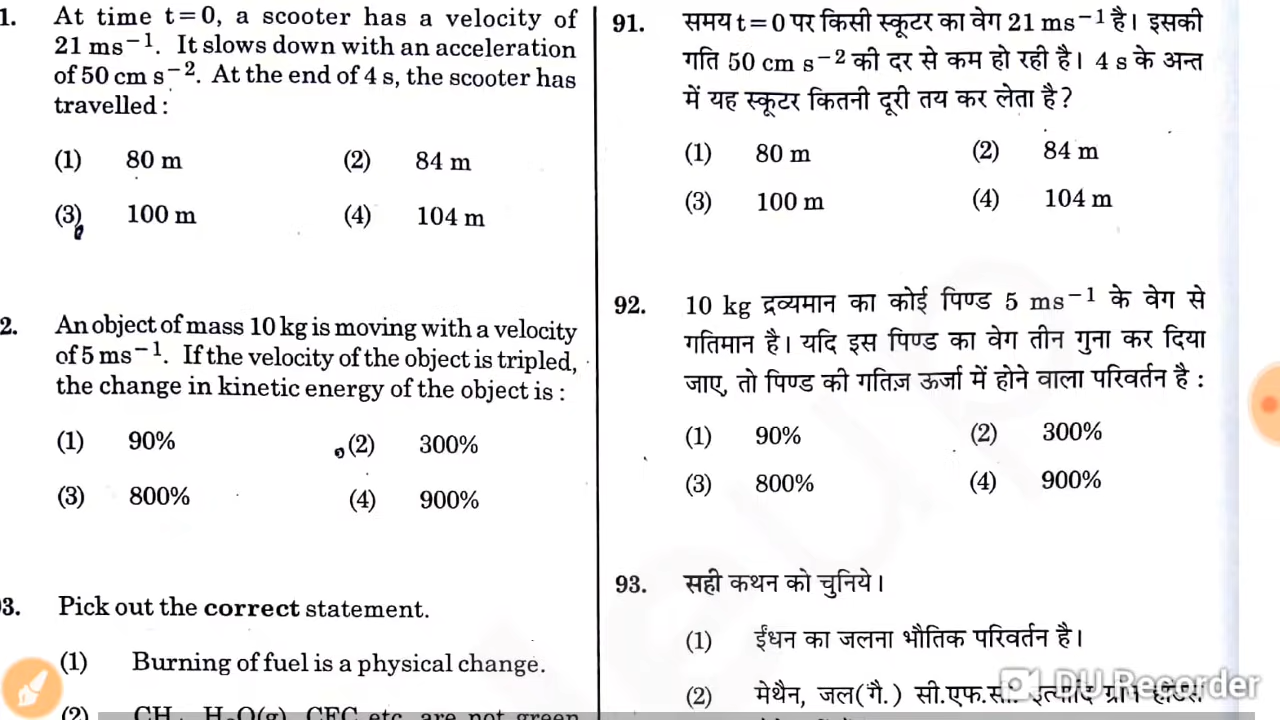 1. At time t=0, a scooter has a velocity of
21 ms⁻¹. It slows down with an acceleration
of 50 cm s⁻². At the end of 4 s, the scooter has
travelled :
(1) 80 m (2) 84 m
(3) 100 m (4) 104 m
2. An object of mass 10 kg is moving with a velocity
of 5 ms⁻¹. If the velocity of the object is tripled,
the change in kinetic energy of the object is :
(1) 90% (2) 300%
(3) 800% (4) 900%
3. Pick out the correct statement.
(1) Burning of fuel is a physical change.
(2)
91. समय t=0 पर किसी स्कूटर का वेग 21 ms⁻¹ है। इसकी
गति 50 cm s⁻² की दर से कम हो रही है। 4 s के अन्त
में यह स्कूटर कितनी दूरी तय कर लेता है?
(1) 80 m (2) 84 m
(3) 100 m (4) 104 m
92. 10 kg द्रव्यमान का कोई पिण्ड 5 ms⁻¹ के वेग से
गतिमान है। यदि इस पिण्ड का वेग तीन गुना कर दिया
जाए, तो पिण्ड की गतिज़ ऊर्जा में होने वाला परिवर्तन है :
(1) 90% (2) 300%
(3) 800% (4) 900%
93. सही कथन को चुनिये।
(1) ईंधन का जलना भौतिक परिवर्तन है।
(2) मेथैन, जल(गै.) सी.एफ.सी. इत्यादि
DU Recorder